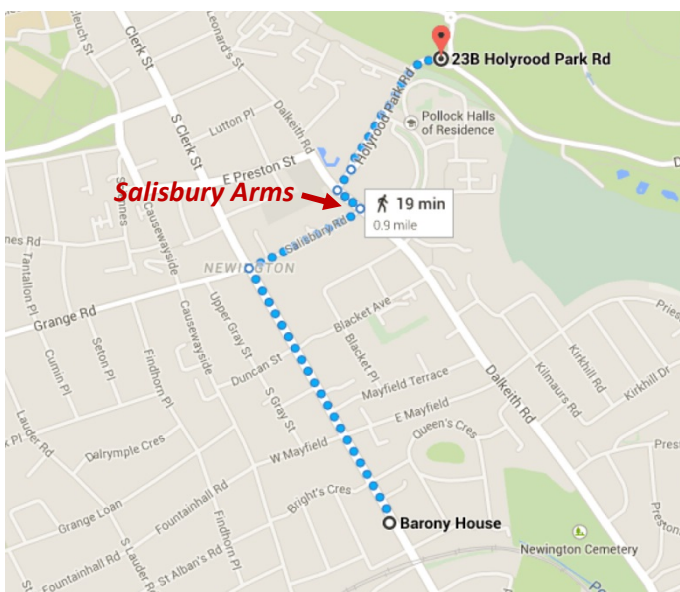 Cleuch St
Clerk St
Leonard's St
S Clerk St
Lutton Pl
Dalkeith Rd
Holyrood Park Rd
23B Holyrood Park Rd
Pollock Halls
of Residence
E Preston St
Salisbury Arms
19 min
0.9 mile
Causewayside
Salisbury Rd
NEWINGTON
Tantallon Pl
Grange Rd
Upper Gray St
Causewayside
Blacket Ave
Blacket Pl
Duncan St
Cumin Pl
Seton Pl
Findhorn Pl
S Gray St
Mayfield Terrace
E Mayfield
Queen's Cres
Dalkeith Rd
Kilmaurs Rd
Kirkhill Rd
Kirkhill Dr
Lauder Rd
Dalrymple Cres
W Mayfield
Bright's Cres
Grange Loan
Fountainhall Rd
Findhorn Pl
S Lauder Rd
St Alban's Rd
Fountainhall Rd
Barony House
Newington Cemetery